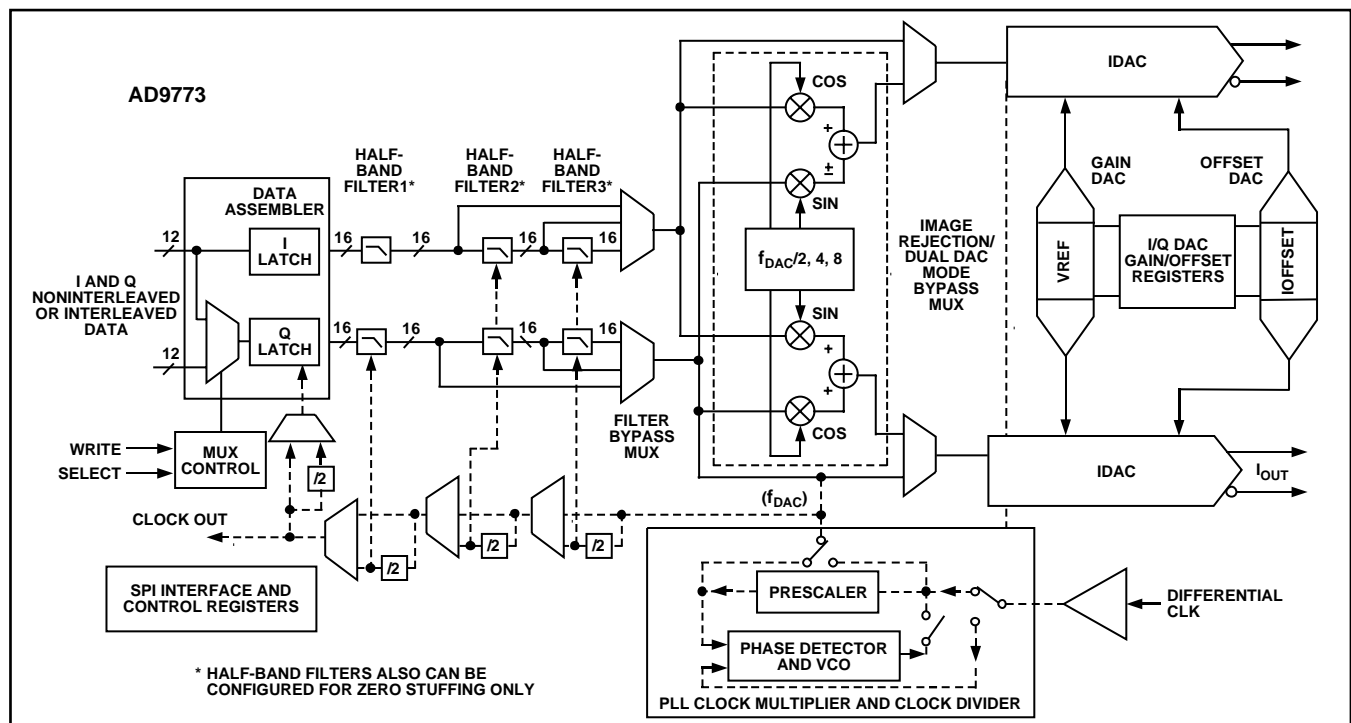 AD9773
COS
IDAC
HALF-
BAND
FILTER1*
HALF-
BAND
FILTER2*
HALF-
BAND
FILTER3*
+
±
SIN
GAIN
DAC
OFFSET
DAC
DATA
ASSEMBLER
12
I
LATCH
16
16
16
16
I AND Q
NONINTERLEAVED
OR INTERLEAVED
DATA
fDAC/2, 4, 8
IMAGE
REJECTION/
DUAL DAC
MODE
BYPASS
MUX
VREF
I/Q DAC
GAIN/OFFSET
REGISTERS
IOFFSET
12
Q
LATCH
16
16
16
16
SIN
+
+
COS
FILTER
BYPASS
MUX
WRITE
SELECT
MUX
CONTROL
/2
IDAC
IOUT
(fDAC)
CLOCK OUT
/2
/2
/2
SPI INTERFACE AND
CONTROL REGISTERS
PRESCALER
DIFFERENTIAL
CLK
PHASE DETECTOR
AND VCO
* HALF-BAND FILTERS ALSO CAN BE
CONFIGURED FOR ZERO STUFFING ONLY
PLL CLOCK MULTIPLIER AND CLOCK DIVIDER